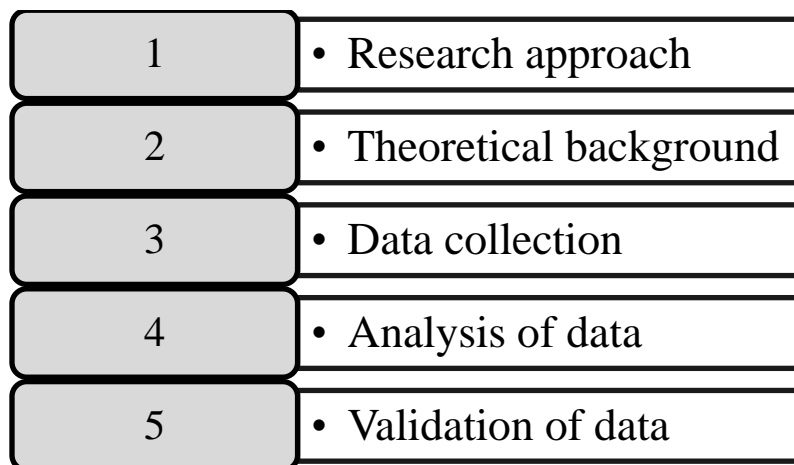 1 • Research approach
2 • Theoretical background
3 • Data collection
4 • Analysis of data
5 • Validation of data